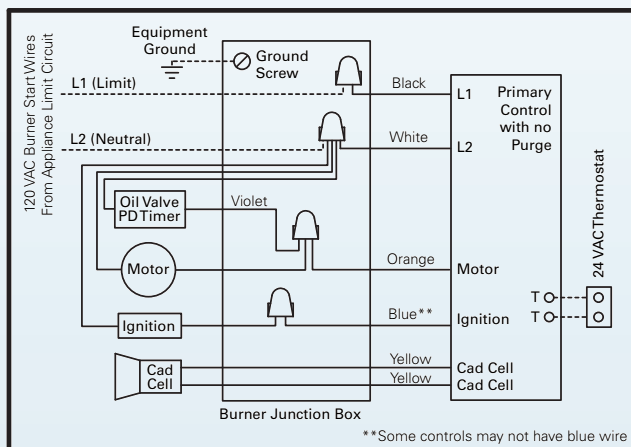 120 VAC Burner Start Wires
From Appliance Limit Circuit
Equipment
Ground
Ground
Screw
L1 (Limit)
Black
L1
Primary
Control
with no
Purge
L2 (Neutral)
White
L2
24 VAC Thermostat
Oil Valve
PD Timer
Violet
Motor
Orange
Motor
T
T
Ignition
Blue**
Ignition
Cad
Cell
Yellow
Cad Cell
Yellow
Cad Cell
Burner Junction Box
**Some controls may not have blue wire